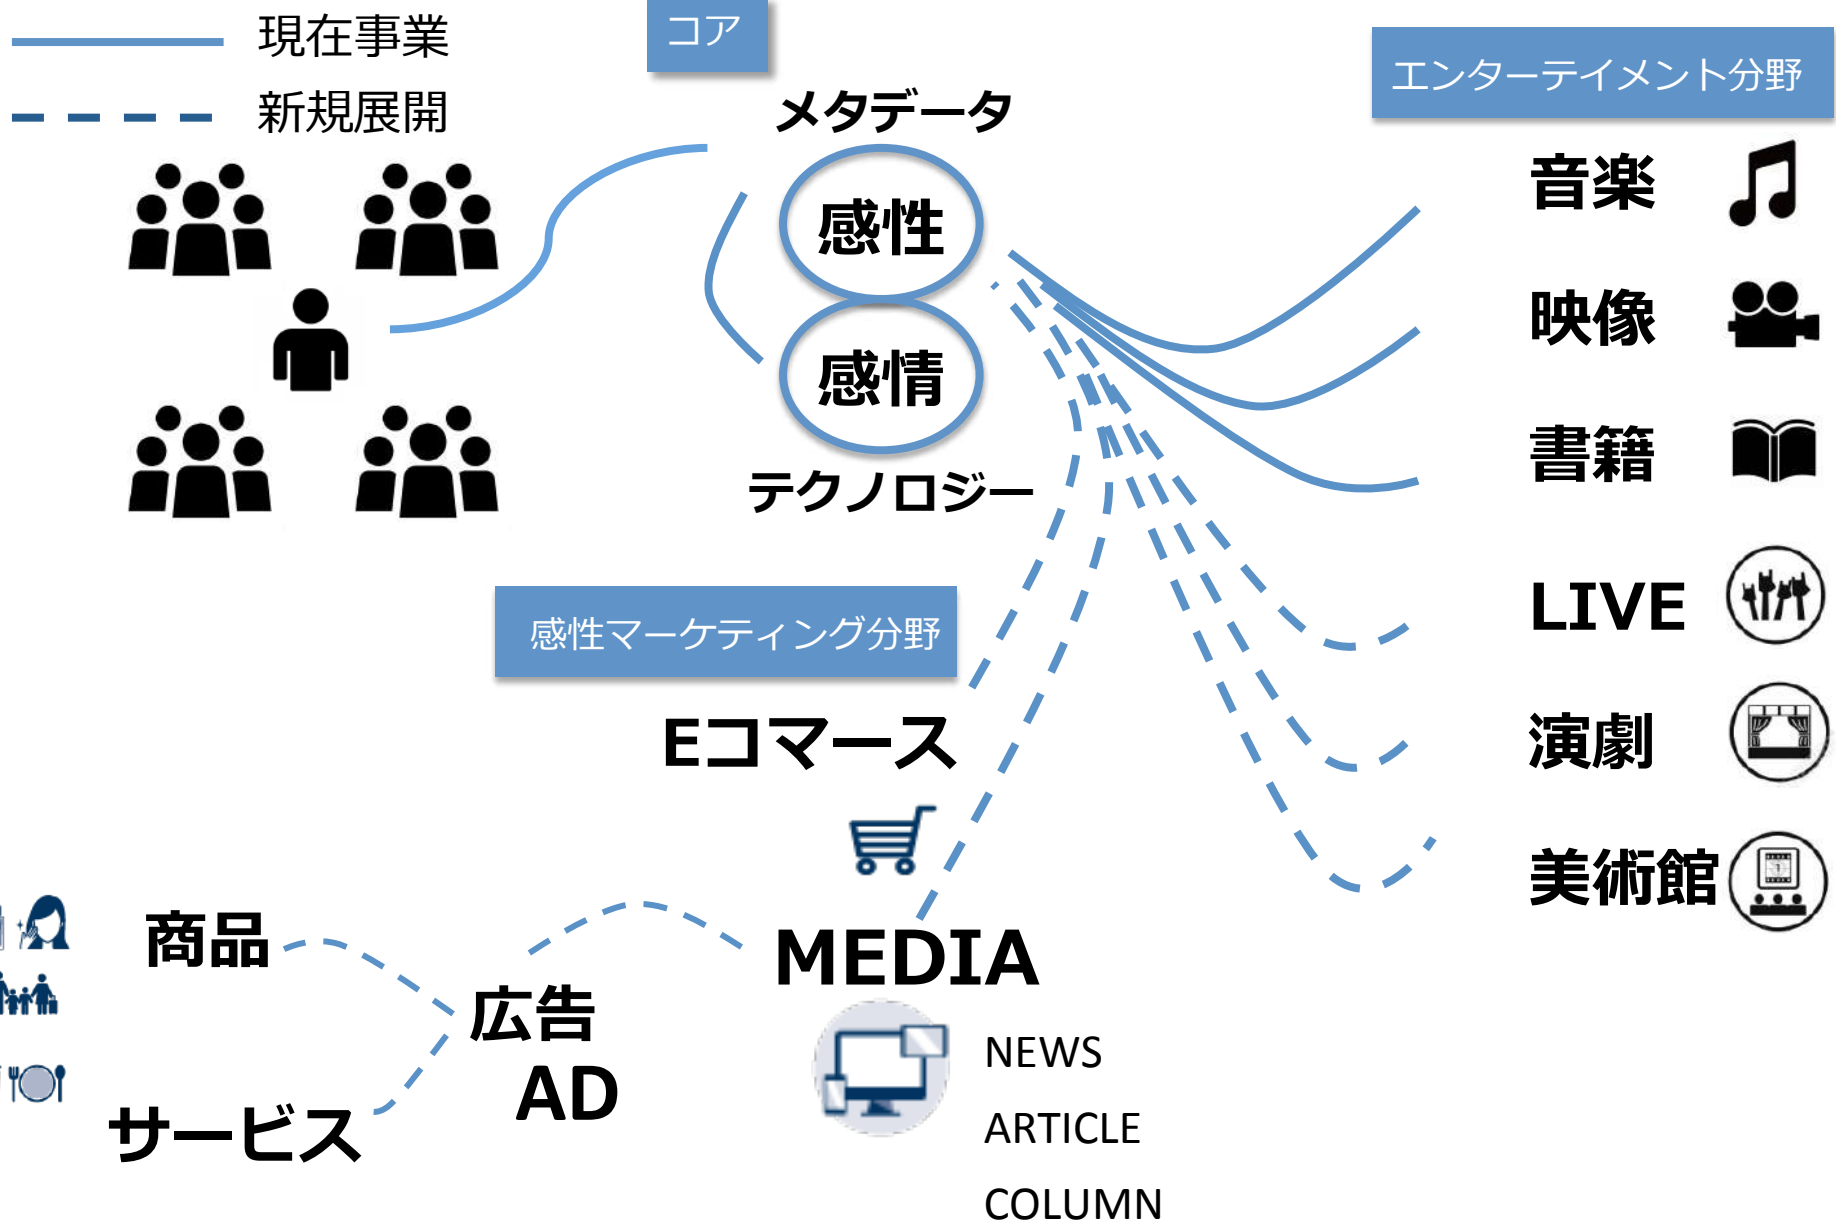 現在事業
新規展開
コア
メタデータ
感性
感情
テクノロジー
エンターテイメント分野
音楽
映像
書籍
LIVE
演劇
美術館
感性マーケティング分野
Eコマース
MEDIA
NEWS
ARTICLE
COLUMN
広告
AD
商品
サービス